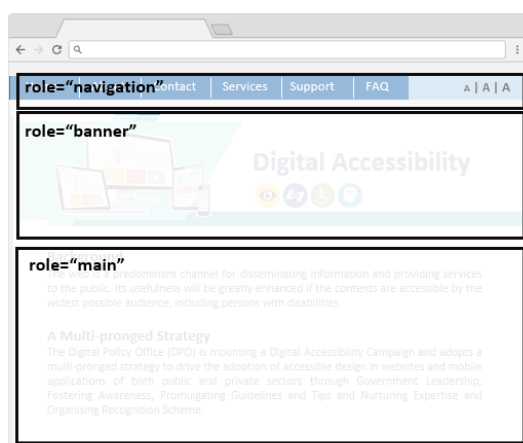 role="navigation" Contact Services Support FAQ A | A | A
role="banner"
Digital Accessibility
Background
role="main"
The web is a predominant channel for disseminating information and providing services
to the public. Its usefulness will be greatly enhanced if the contents are accessible by the
widest possible audience, including persons with disabilities.
A Multi-pronged Strategy
The Digital Policy Office (DPO) is mounting a Digital Accessibility Campaign and adopts a
multi-pronged strategy to drive the adoption of accessible design in websites and mobile
applications of both public and private sectors through Government Leadership,
Fostering Awareness, Promulgating Guidelines and Tips and Nurturing Expertise and
Organising Recognition Scheme.